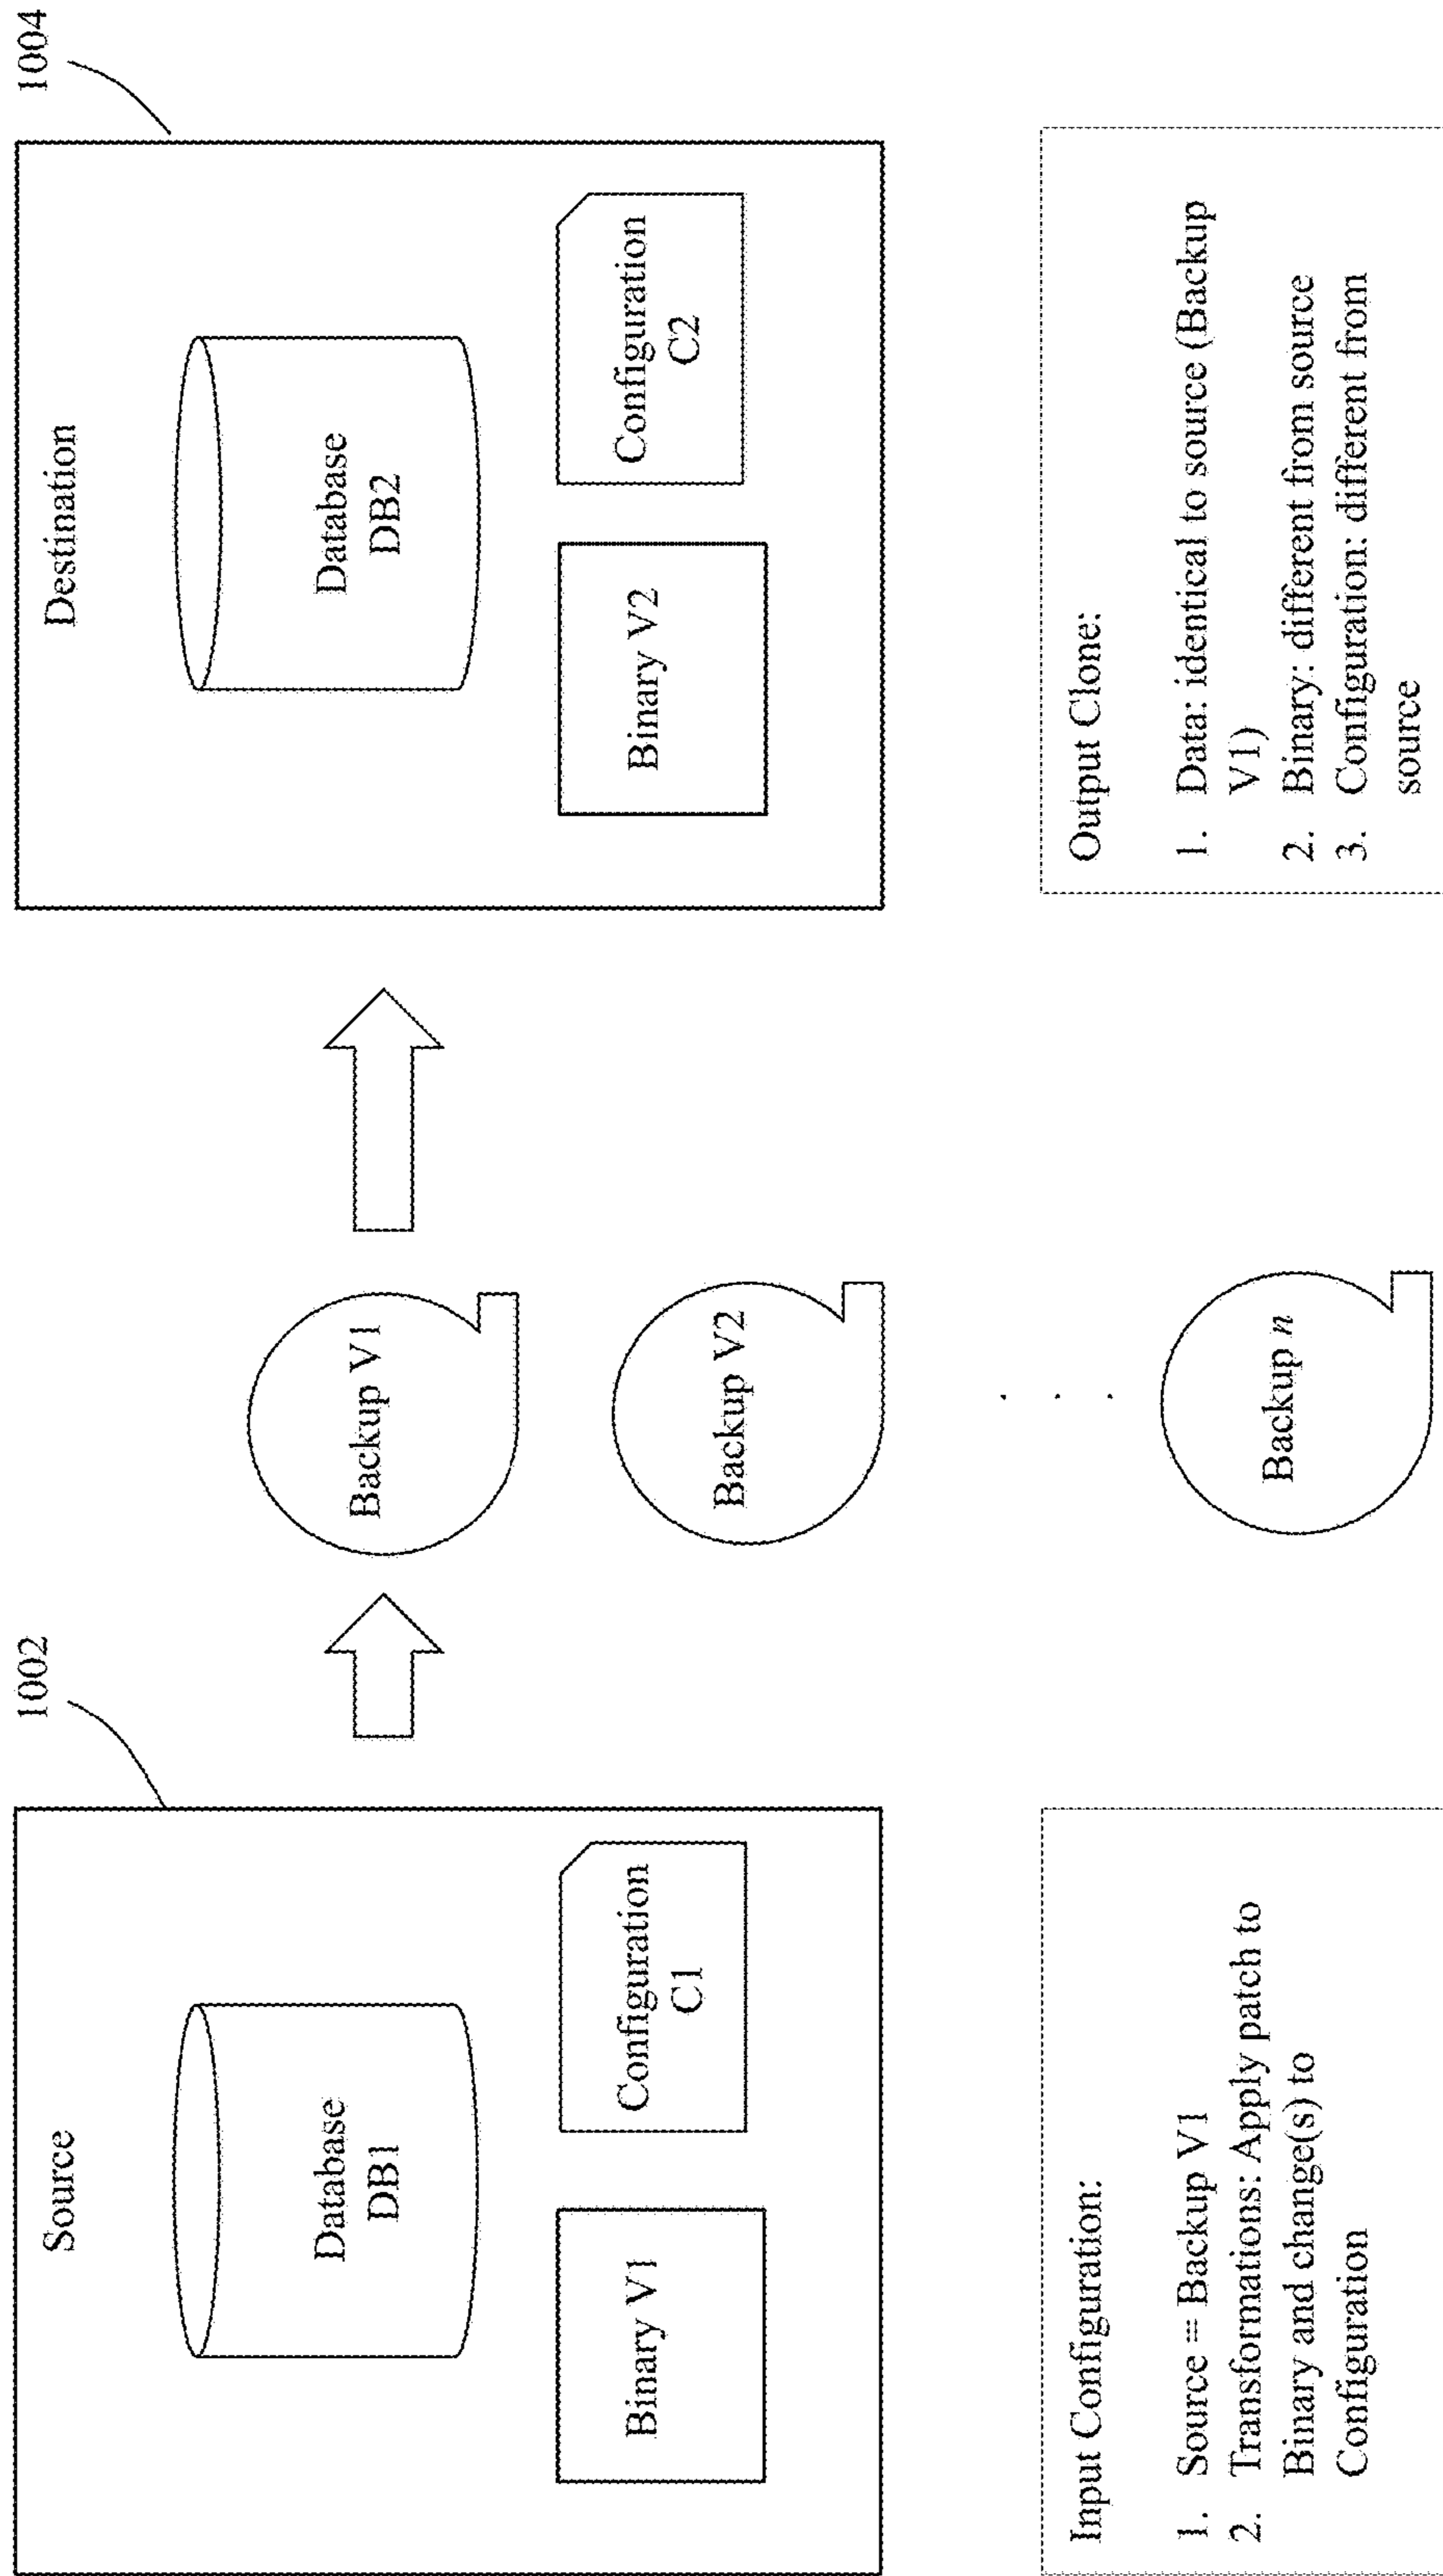 1002
Source
Database
DB1
Binary V1
Configuration
C1
Backup V1
Backup V2
. . .
Backup n
1004
Destination
Database
DB2
Binary V2
Configuration
C2
Input Configuration:
1. Source = Backup V1
2. Transformations: Apply patch to
Binary and change(s) to
Configuration
Output Clone:
1. Data: identical to source (Backup
V1)
2. Binary: different from source
3. Configuration: different from
source